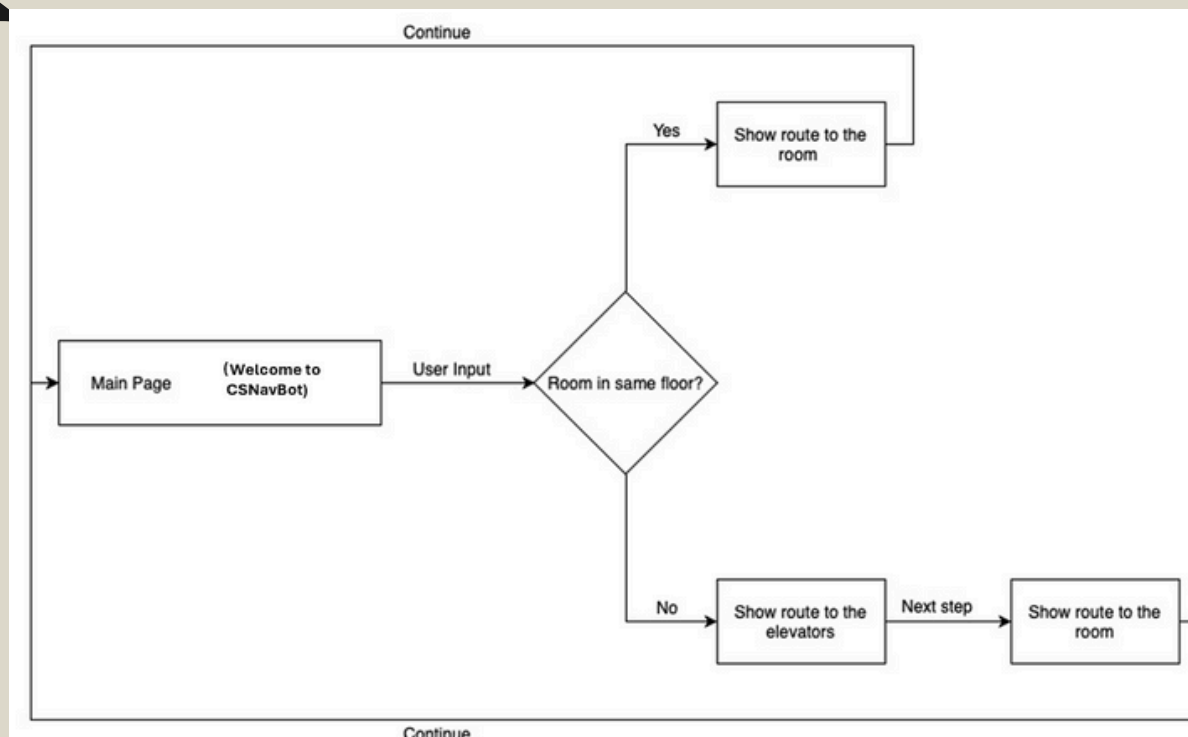 Continue
Yes
Show route to the
room
Main Page
(Welcome to
CSNavBot)
User Input
Room in same floor?
No
Show route to the
elevators
Next step
Show route to the
room
Continue